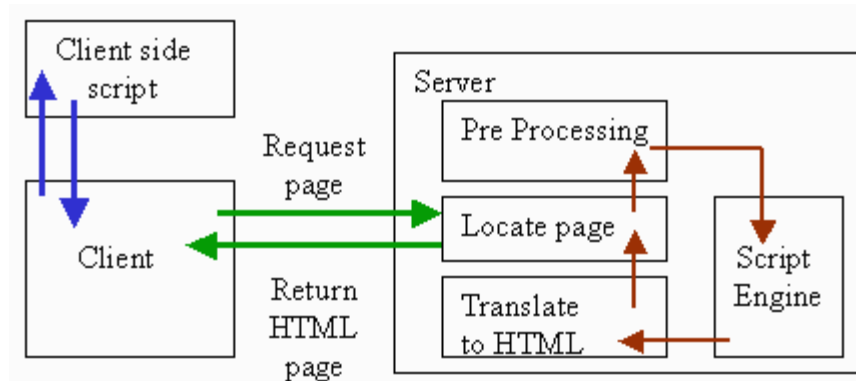 Client side
script
Client
Request
page
Return
HTML
page
Server
Pre Processing
Locate page
Translate
to HTML
Script
Engine